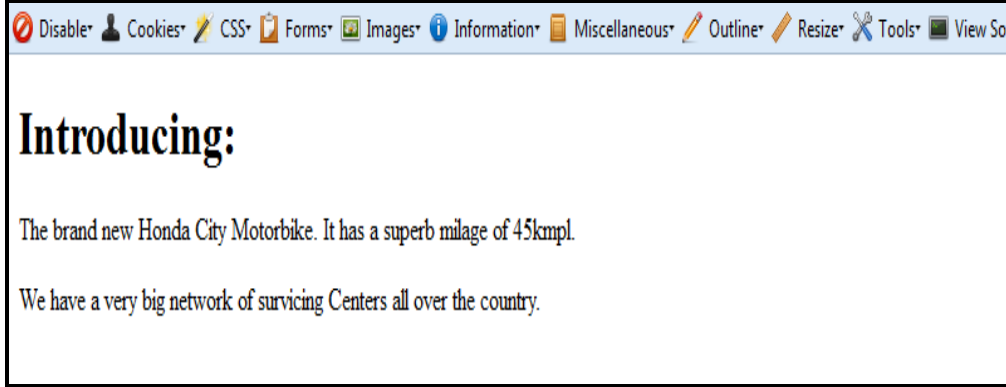 Disable Cookies CSS Forms Images Information Miscellaneous Outline Resize Tools View So
Introducing:
The brand new Honda City Motorbike. It has a superb milage of 45kmpl.
We have a very big network of survicing Centers all over the country.